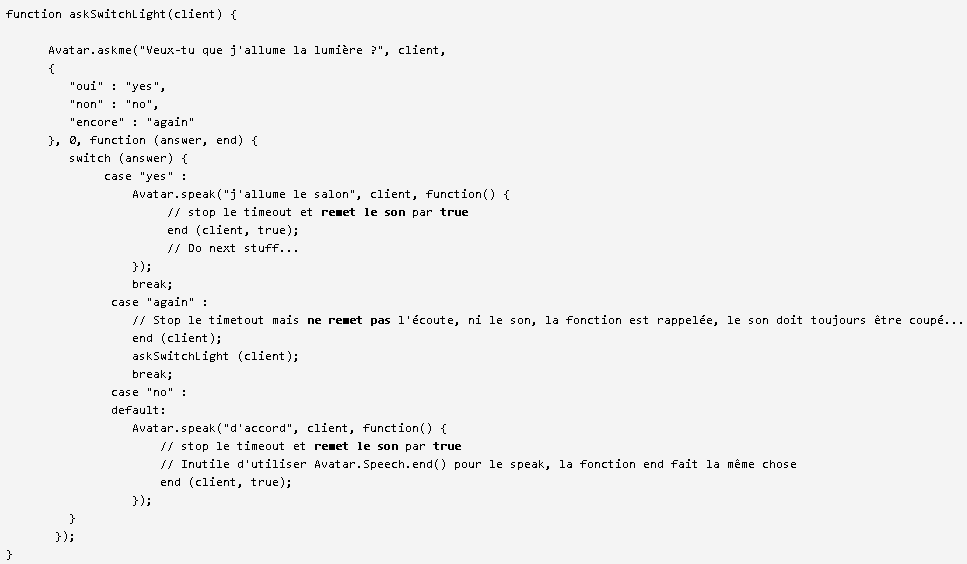 function askSwitchLight(client) {
Avatar.askme("Veux-tu que j'allume la lumière ?", client,
{
"oui" : "yes",
"non" : "no",
"encore" : "again"
}, 0, function (answer, end) {
switch (answer) {
case "yes" :
Avatar.speak("j'allume le salon", client, function() {
// stop le timeout et remet le son par true
end (client, true);
// Do next stuff...
});
break;
case "again" :
// Stop le timetout mais ne remet pas l'écoute, ni le son, la fonction est rappelée, le son doit toujours être coupé...
end (client);
askSwitchLight (client);
break;
case "no" :
default:
Avatar.speak("d'accord", client, function() {
// stop le timeout et remet le son par true
// Inutile d'utiliser Avatar.Speech.end() pour le speak, la fonction end fait la même chose
end (client, true);
});
}
});
}